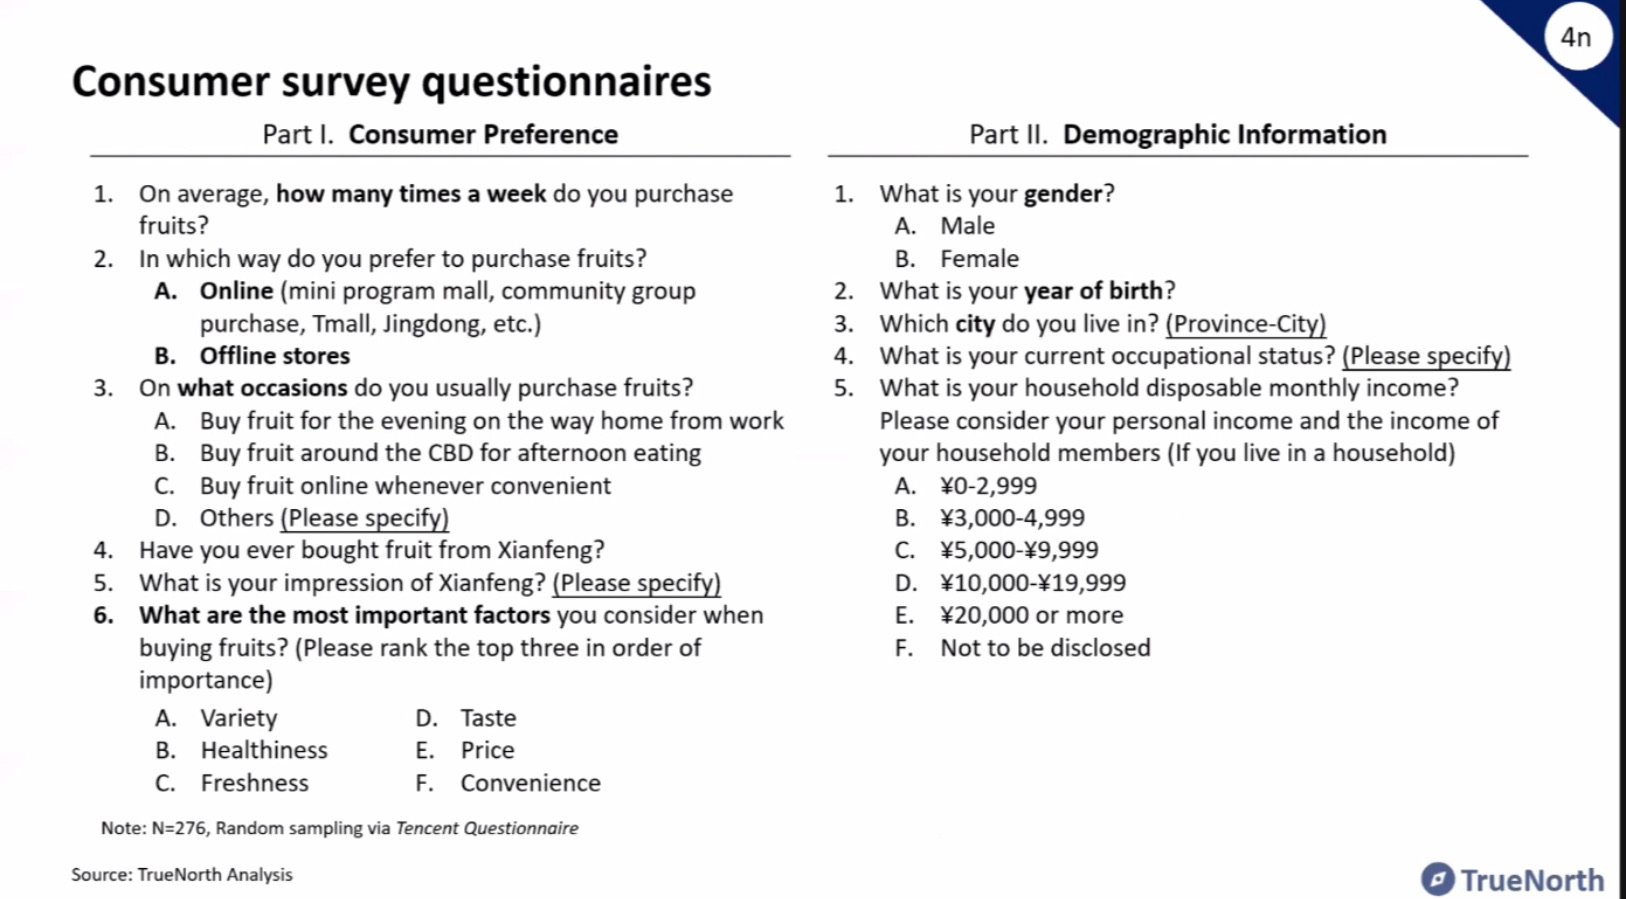 4n
Consumer survey questionnaires
Part I. Consumer Preference
1. On average, how many times a week do you purchase
fruits?
2. In which way do you prefer to purchase fruits?
A. Online (mini program mall, community group
purchase, Tmall, Jingdong, etc.)
B. Offline stores
3. On what occasions do you usually purchase fruits?
A. Buy fruit for the evening on the way home from work
B. Buy fruit around the CBD for afternoon eating
C. Buy fruit online whenever convenient
D. Others (Please specify)
4. Have you ever bought fruit from Xianfeng?
5. What is your impression of Xianfeng? (Please specify)
6. What are the most important factors you consider when
buying fruits? (Please rank the top three in order of
importance)
A. Variety
B. Healthiness
C. Freshness
D. Taste
E. Price
F. Convenience
Part II. Demographic Information
1. What is your gender?
A. Male
B. Female
2. What is your year of birth?
3. Which city do you live in? (Province-City)
4. What is your current occupational status? (Please specify)
5. What is your household disposable monthly income?
Please consider your personal income and the income of
your household members (If you live in a household)
A. ¥0-2,999
B. ¥3,000-4,999
C. ¥5,000-¥9,999
D. ¥10,000-¥19,999
E. ¥20,000 or more
F. Not to be disclosed
Note: N=276, Random sampling via Tencent Questionnaire
Source: TrueNorth Analysis
TrueNorth